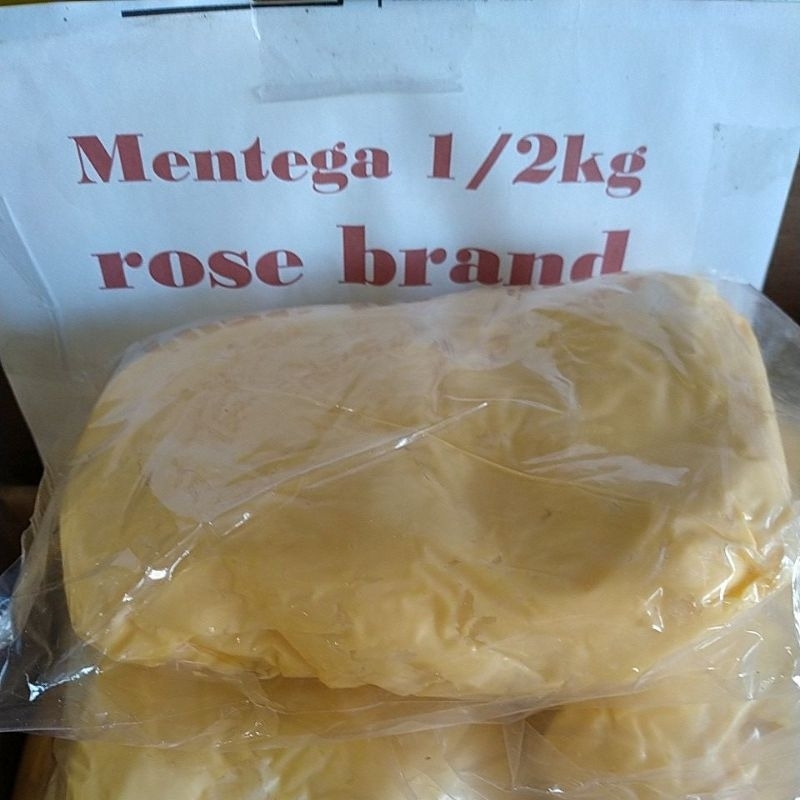 Mentega 1/2kg
rose brand